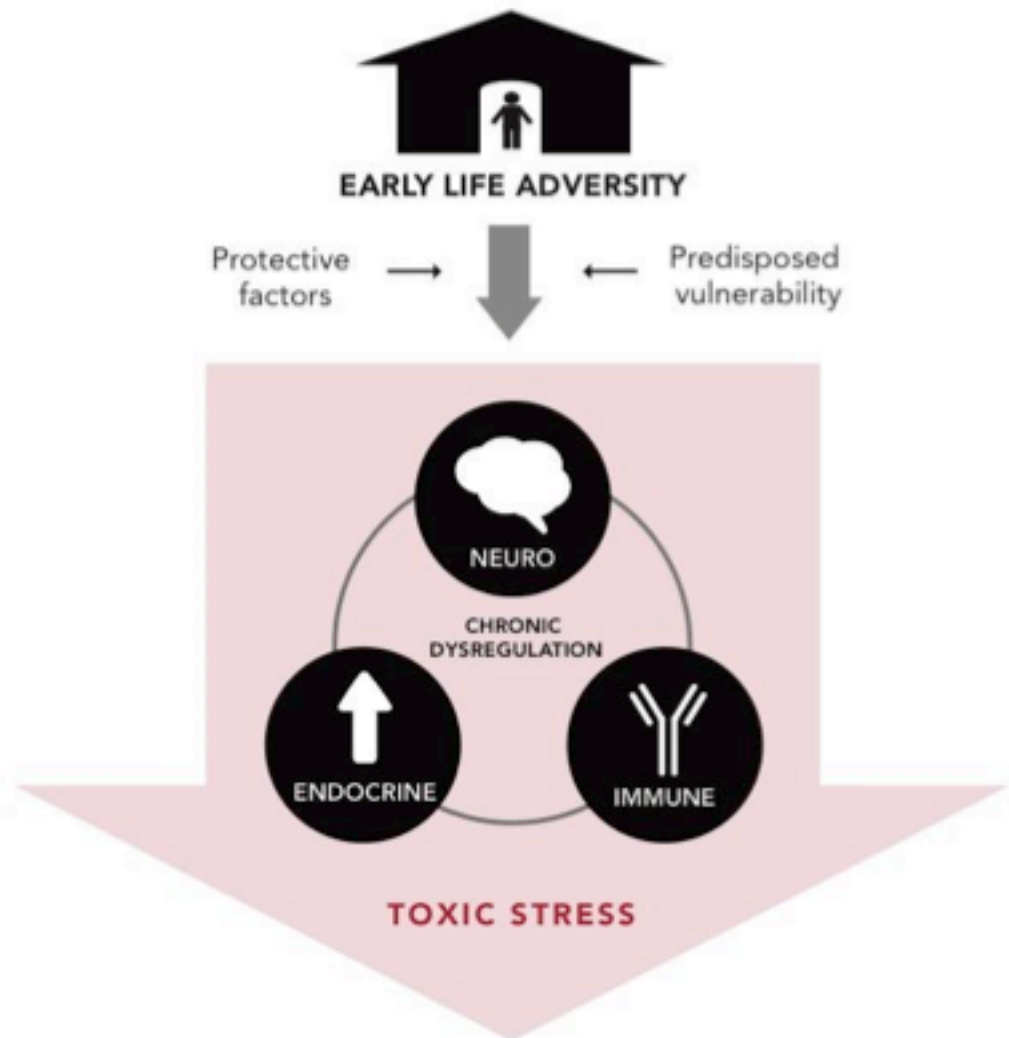 EARLY LIFE ADVERSITY
Protective
factors
Predisposed
vulnerability
NEURO
CHRONIC
DYSREGULATION
ENDOCRINE
IMMUNE
TOXIC STRESS